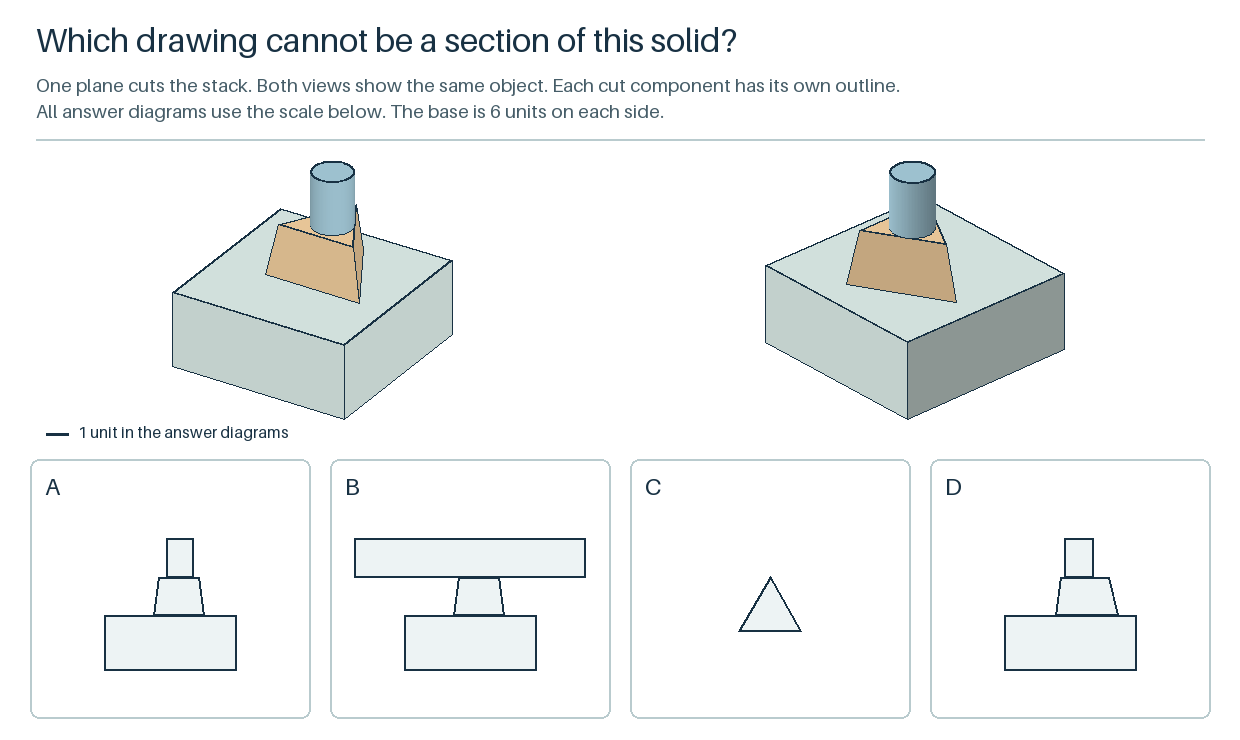 Which drawing cannot be a section of this solid?
One plane cuts the stack. Both views show the same object. Each cut component has its own outline.
All answer diagrams use the scale below. The base is 6 units on each side.
1 unit in the answer diagrams
A
B
C
D